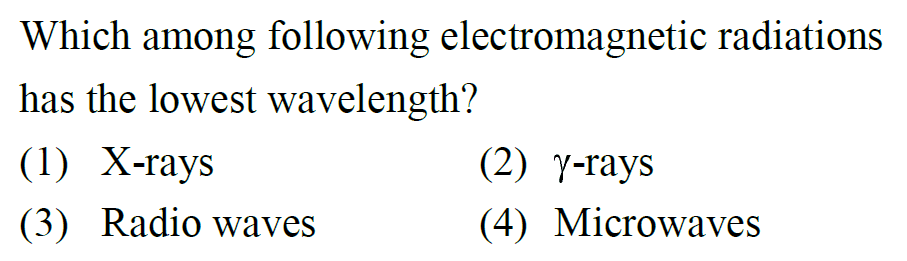 Which among following electromagnetic radiations
has the lowest wavelength?
(1) X-rays (2) γ-rays
(3) Radio waves (4) Microwaves